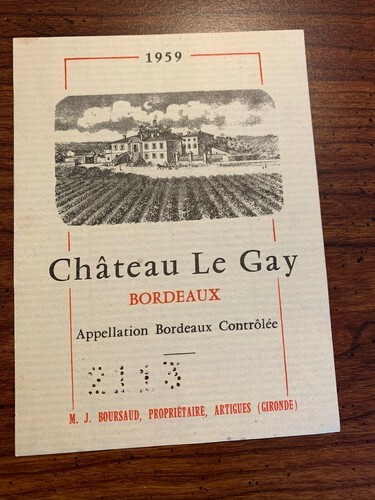 1959
Château Le Gay
BORDEAUX
Appellation Bordeaux Contrôlée
2113
M. J. BOURSAUD, PROPRIÉTAIRE, ARTIGUES (GIRONDE)